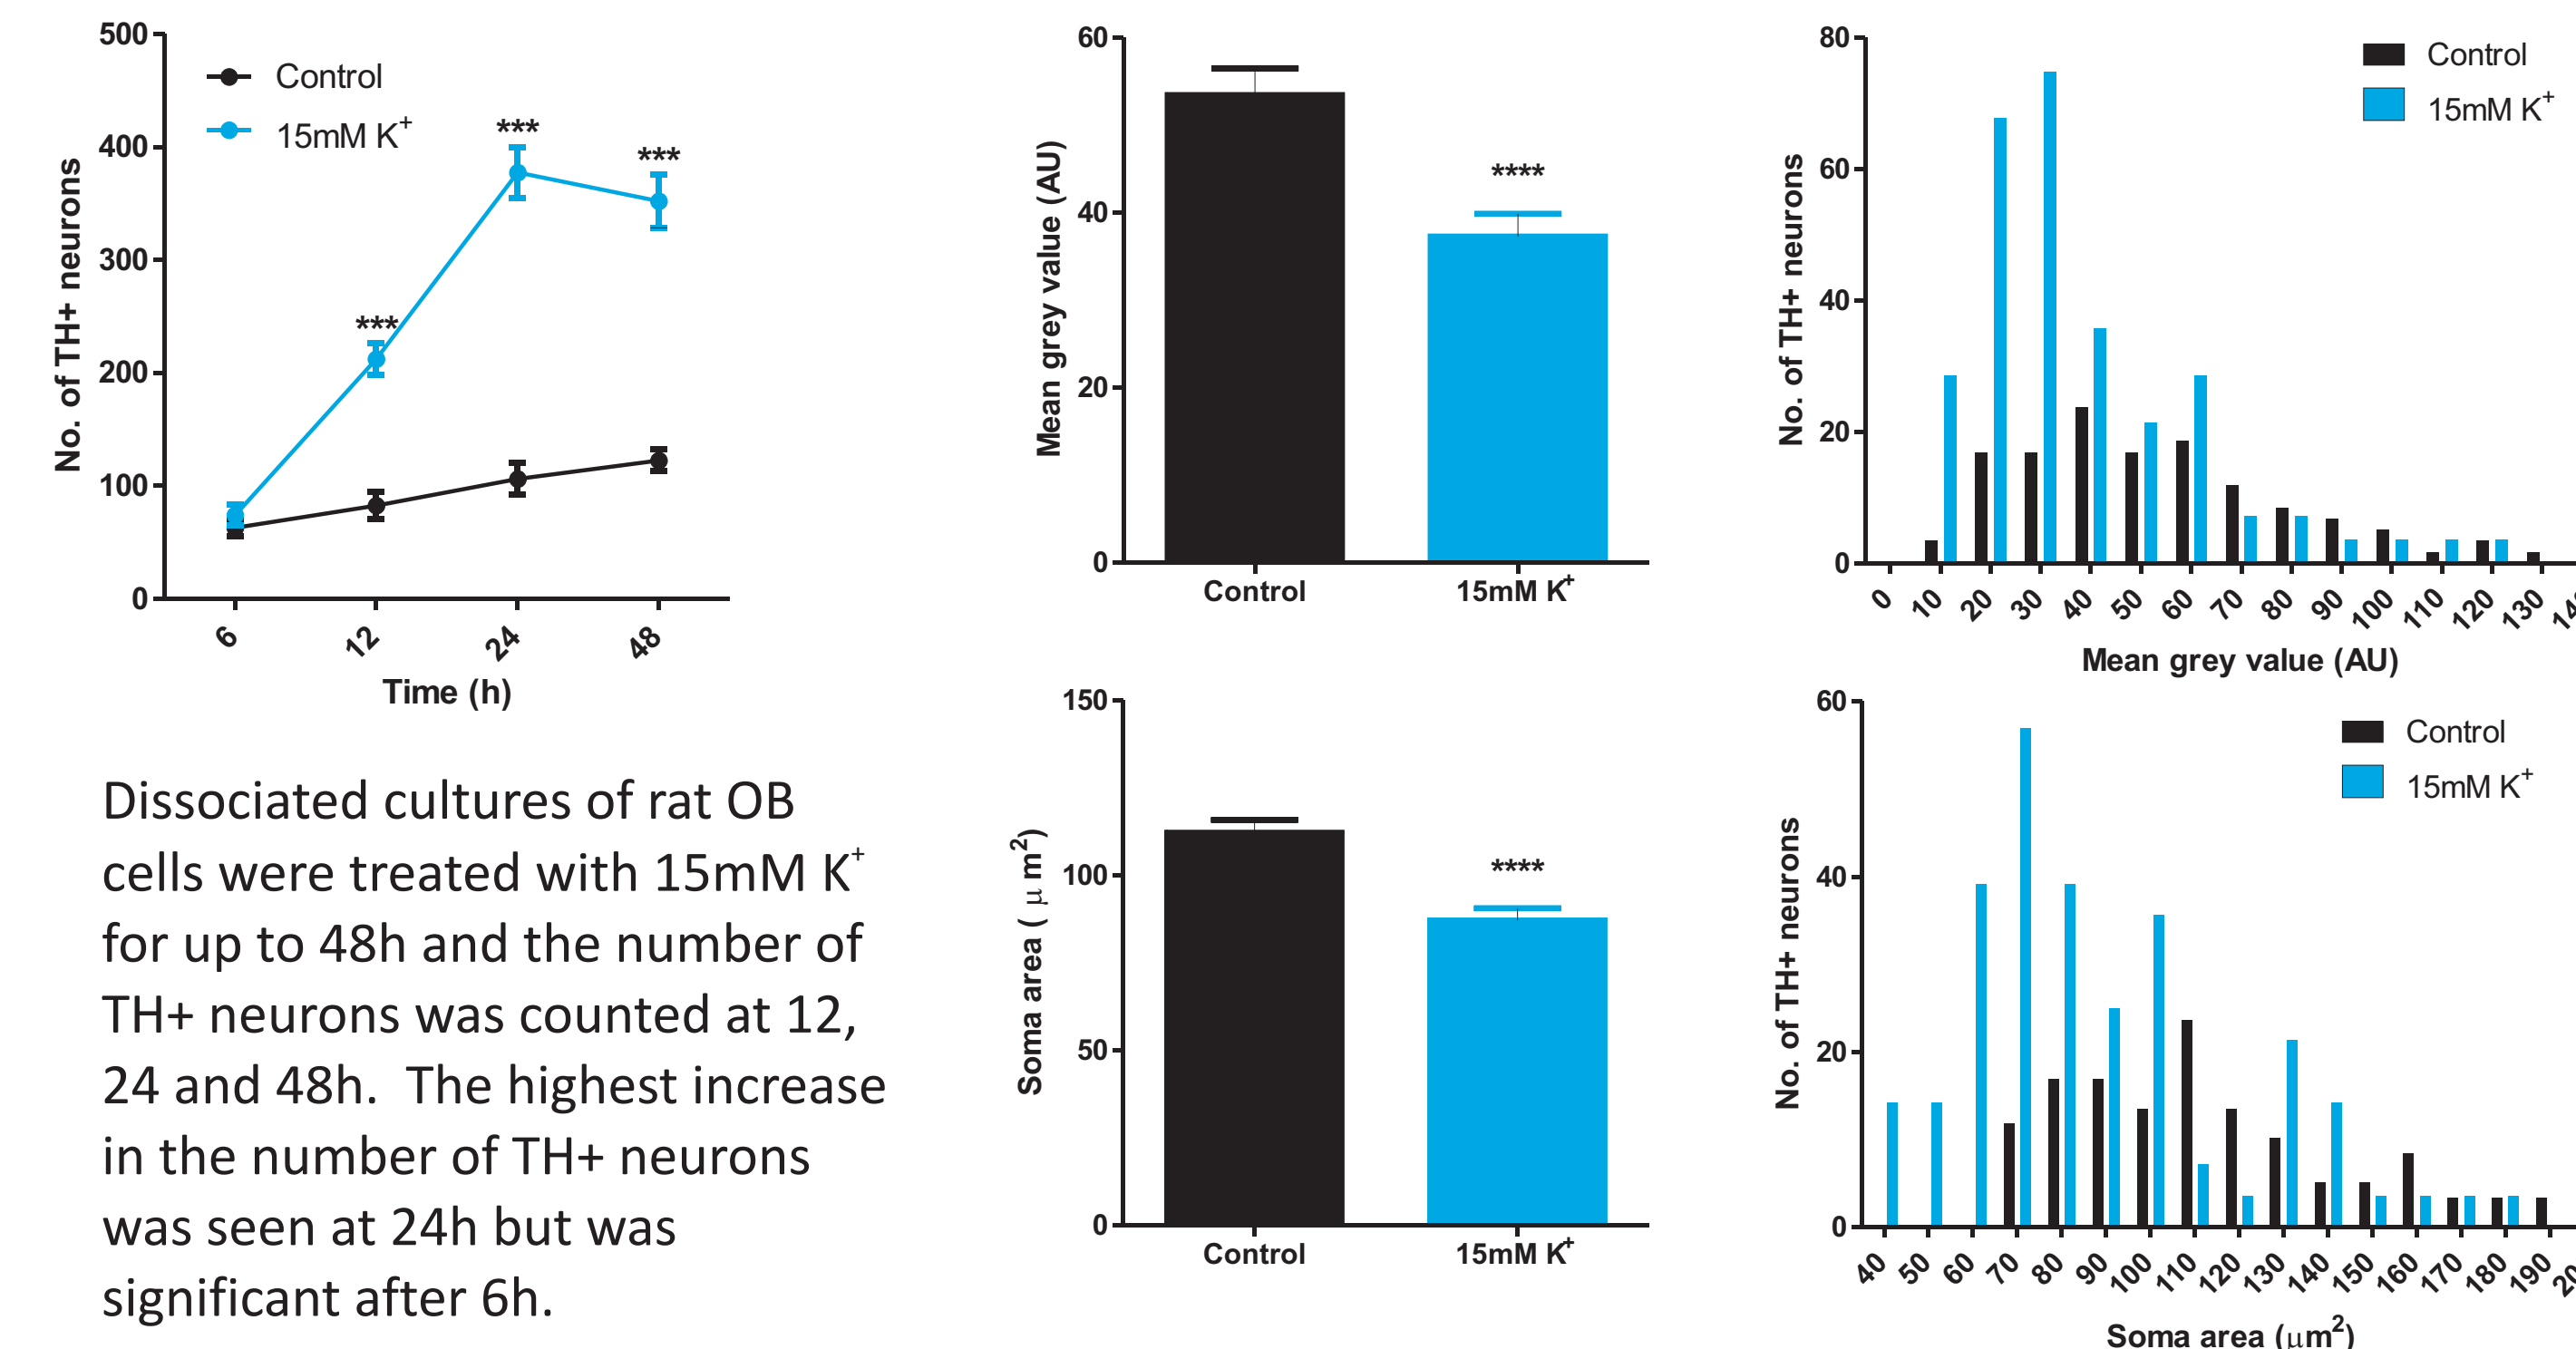 500
400
300
200
100
0
No. of TH+ neurons
Control
15mM K⁺
***
***
***
6
12
24
48
Time (h)
60
40
20
0
Mean grey value (AU)
****
Control
15mM K⁺
80
60
40
20
0
No. of TH+ neurons
Control
15mM K⁺
0
10
20
30
40
50
60
70
80
90
100
110
120
130
Mean grey value (AU)
Dissociated cultures of rat OB
cells were treated with 15mM K⁺
for up to 48h and the number of
TH+ neurons was counted at 12,
24 and 48h. The highest increase
in the number of TH+ neurons
was seen at 24h but was
significant after 6h.
150
100
50
0
Soma area ( μ m²)
****
Control
15mM K⁺
60
40
20
0
No. of TH+ neurons
Control
15mM K⁺
40
50
60
70
80
90
100
110
120
130
140
150
160
170
180
190
Soma area (μm²)